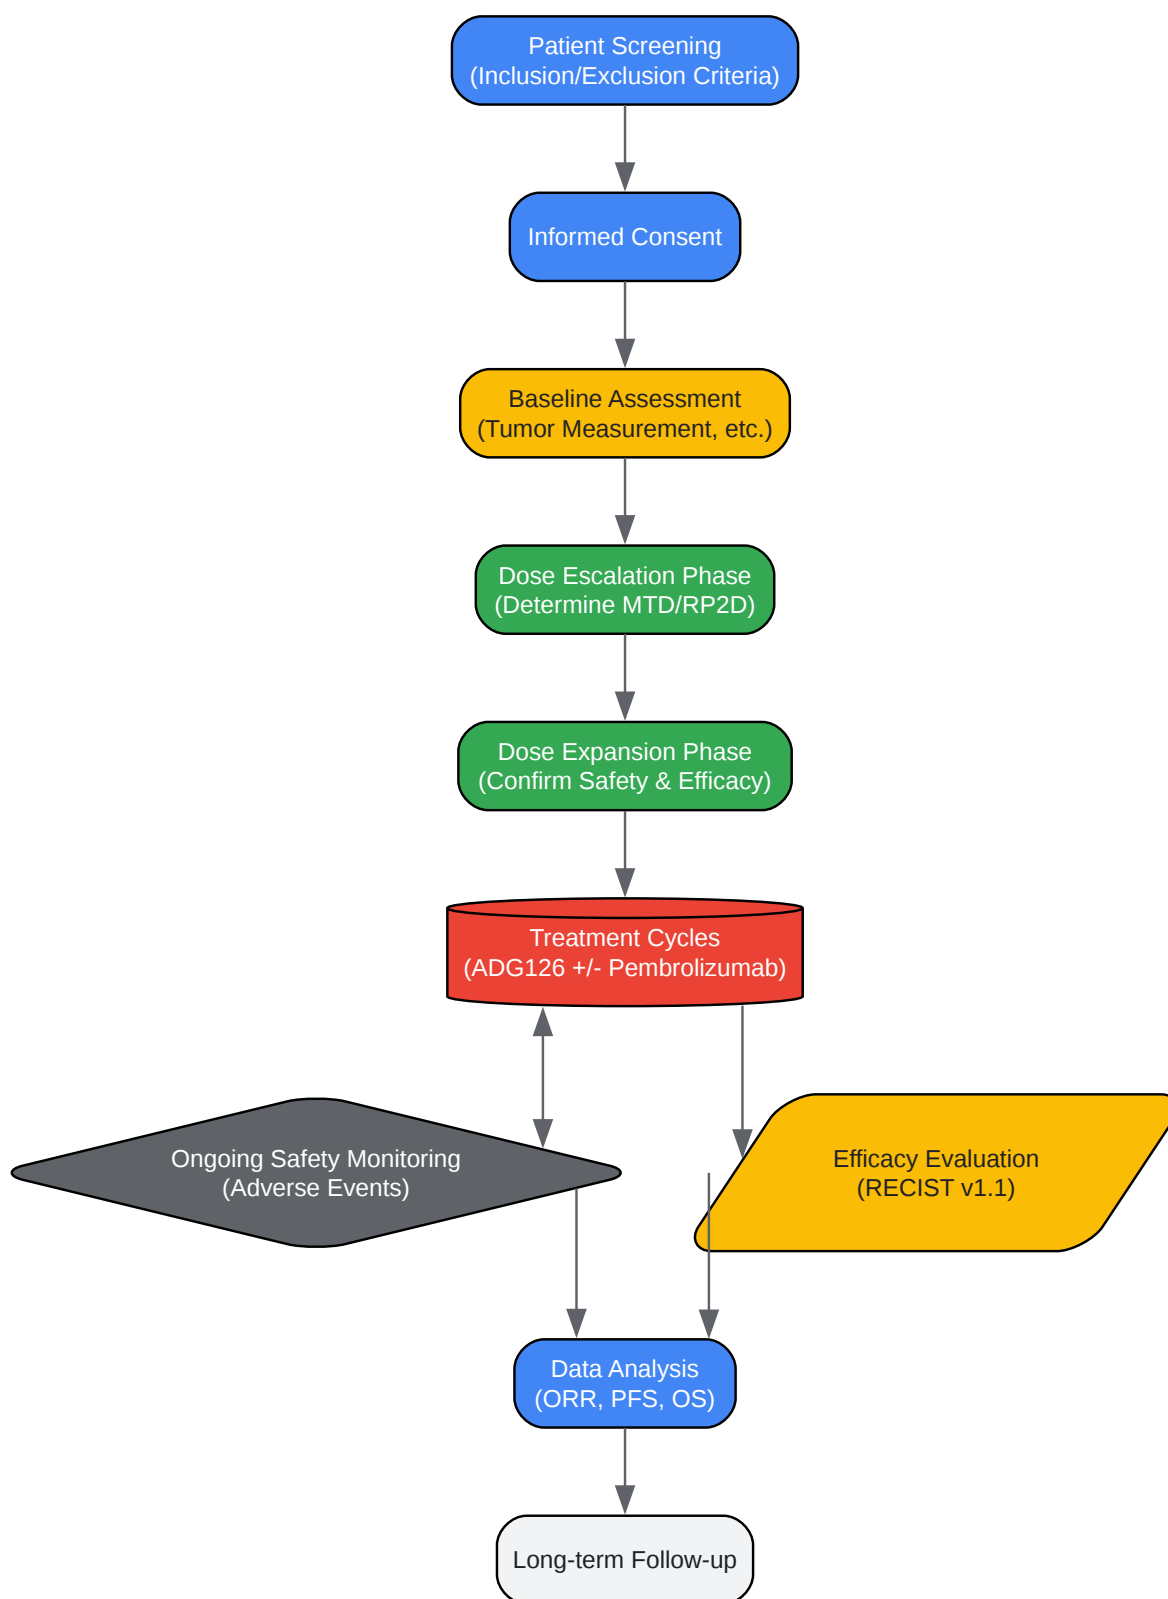 Patient Screening
(Inclusion/Exclusion Criteria)
Informed Consent
Baseline Assessment
(Tumor Measurement, etc.)
Dose Escalation Phase
(Determine MTD/RP2D)
Dose Expansion Phase
(Confirm Safety & Efficacy)
Treatment Cycles
(ADG126 +/- Pembrolizumab)
Ongoing Safety Monitoring
(Adverse Events)
Efficacy Evaluation
(RECIST v1.1)
Data Analysis
(ORR, PFS, OS)
Long-term Follow-up